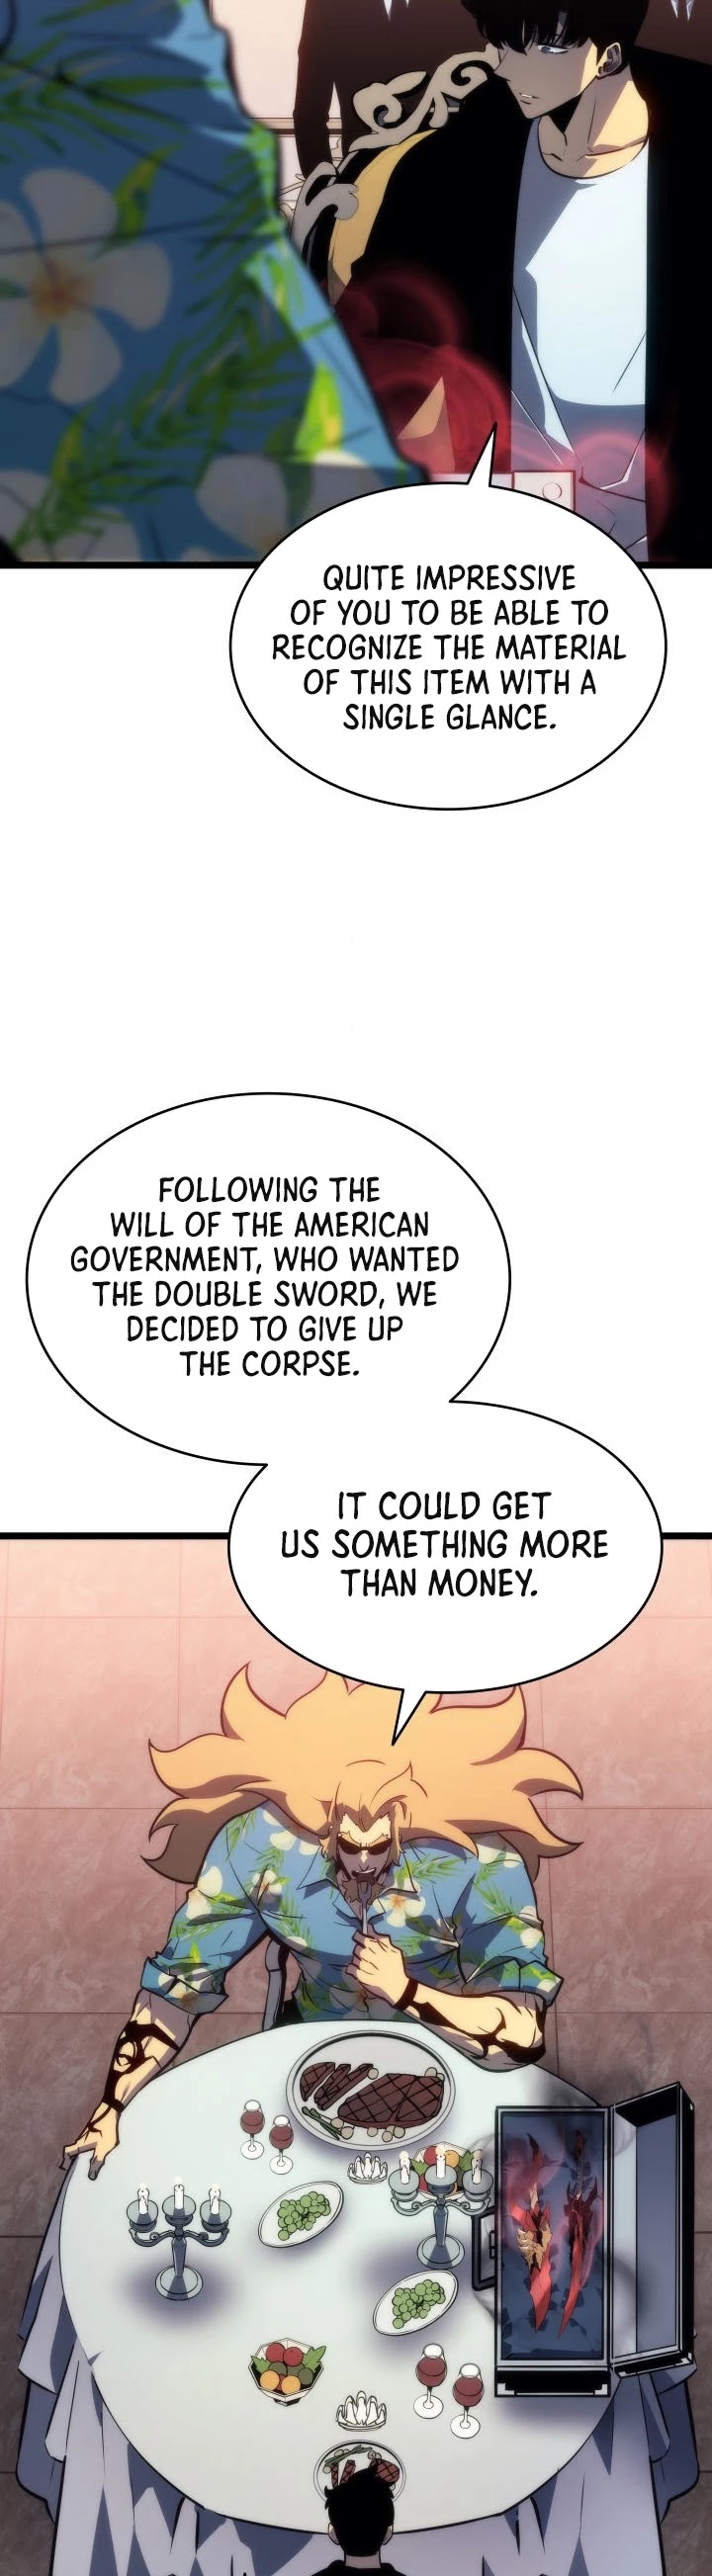 QUITE IMPRESSIVE
OF YOU TO BE ABLE TO
RECOGNIZE THE MATERIAL
OF THIS ITEM WITH A
SINGLE GLANCE.
FOLLOWING THE
WILL OF THE AMERICAN
GOVERNMENT, WHO WANTED
THE DOUBLE SWORD, WE
DECIDED TO GIVE UP
THE CORPSE.
IT COULD GET
US SOMETHING MORE
THAN MONEY.